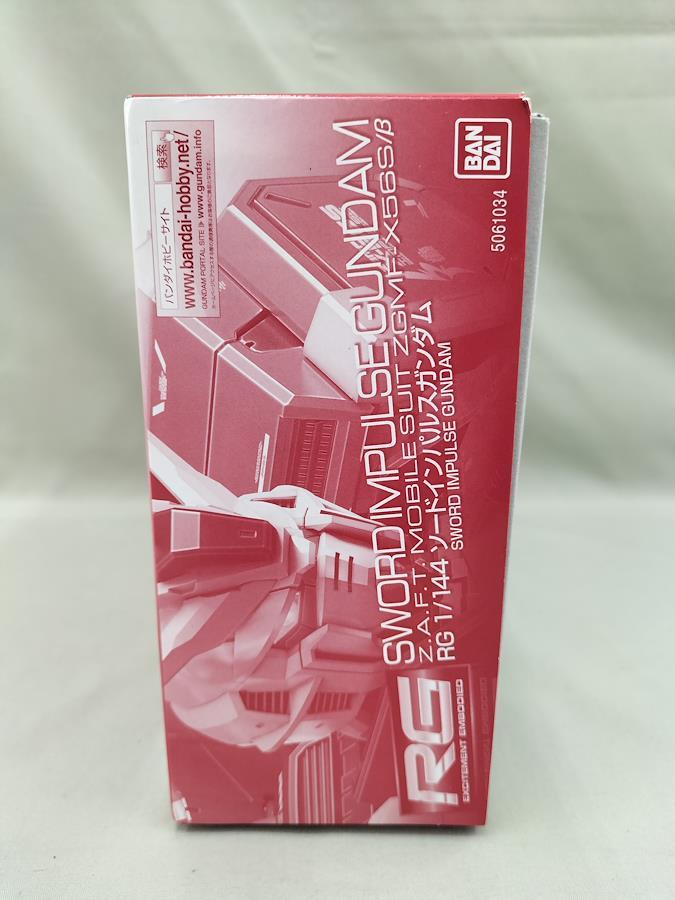 SWORD IMPULSE GUNDAM
Z.A.F.T. MOBILE SUIT ZGMF-X56S/β
RG 1/144 ソードインパルスガンダム
SWORD IMPULSE GUNDAM
RG
EXCITEMENT EMBODIED
BAN
DAI
5061034
バンダイホビーサイト
検索
www.bandai-hobby.net/
GUNDAM PORTAL SITE
www.gundam.info